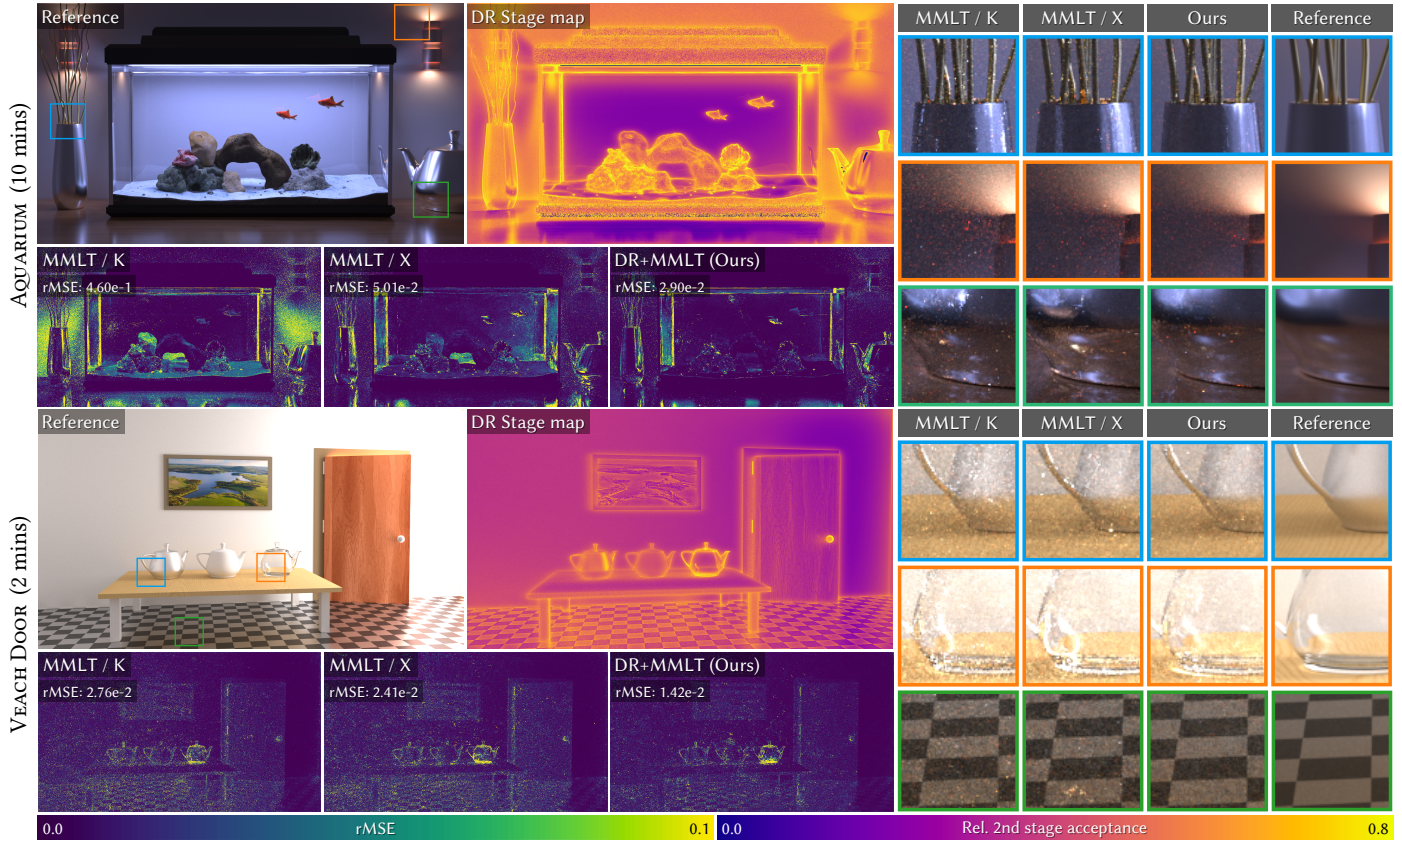 AQUARIUM (10 mins)
Reference
DR Stage map
MMLT / K
rMSE: 4.60e-1
MMLT / X
rMSE: 5.01e-2
DR+MMLT (Ours)
rMSE: 2.90e-2
MMLT / K
MMLT / X
Ours
Reference
VEACH DOOR (2 mins)
Reference
DR Stage map
MMLT / K
rMSE: 2.76e-2
MMLT / X
rMSE: 2.41e-2
DR+MMLT (Ours)
rMSE: 1.42e-2
MMLT / K
MMLT / X
Ours
Reference
0.0 rMSE 0.1
0.0 Rel. 2nd stage acceptance 0.8